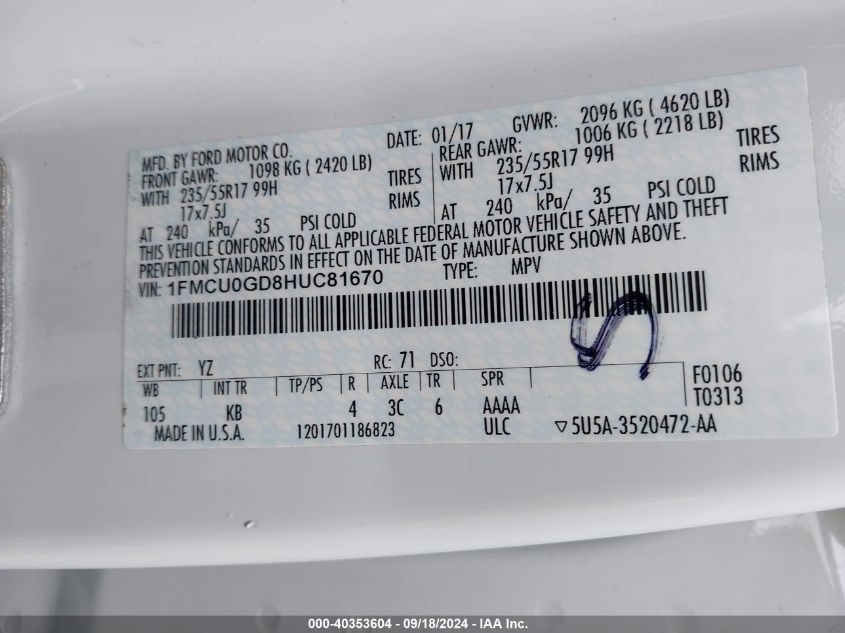 MFD. BY FORD MOTOR CO. DATE: 01/17 GVWR: 2096 KG ( 4620 LB)
FRONT GAWR: 1098 KG ( 2420 LB) REAR GAWR: 1006 KG ( 2218 LB)
WITH 235/55R17 99H TIRES WITH 235/55R17 99H TIRES
17x7.5J RIMS 17x7.5J RIMS
AT 240 kPa/ 35 PSI COLD AT 240 kPa/ 35 PSI COLD
THIS VEHICLE CONFORMS TO ALL APPLICABLE FEDERAL MOTOR VEHICLE SAFETY AND THEFT
PREVENTION STANDARDS IN EFFECT ON THE DATE OF MANUFACTURE SHOWN ABOVE.
VIN: 1FMCU0GD8HUC81670 TYPE: MPV
EXT PNT: YZ RC: 71 DSO:
WB INT TR TP/PS R AXLE TR SPR F0106
105 KB 4 3C 6 AAAA T0313
MADE IN U.S.A. 1201701186823 ULC ▽5U5A-3520472-AA
000-40353604 - 09/18/2024 - IAA Inc.